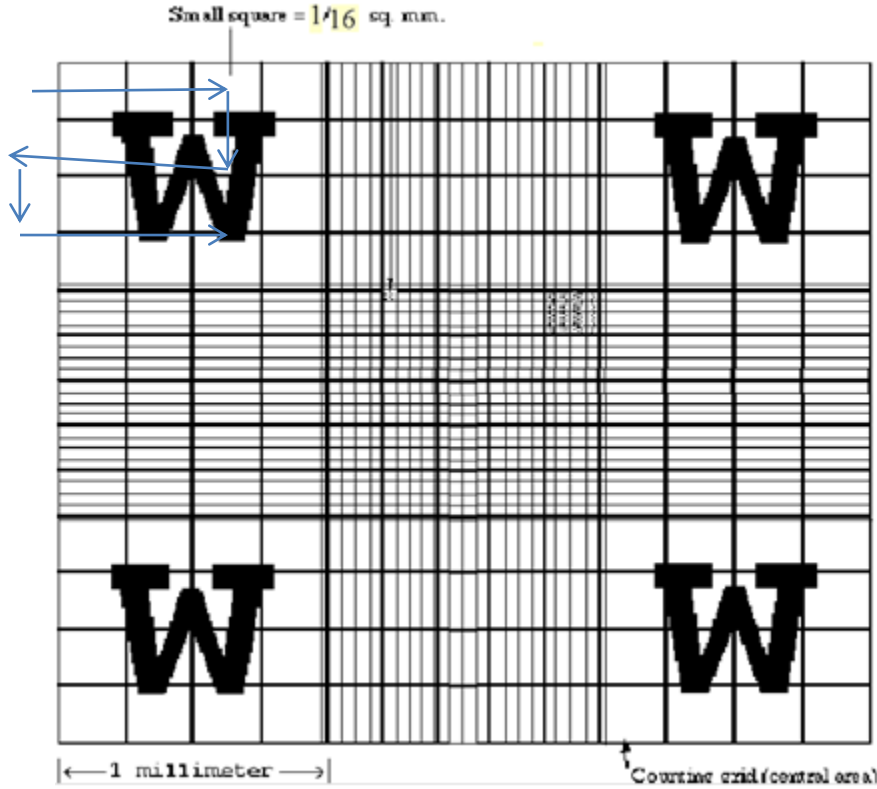 Small square = 1/16 sq. mm.
W W
W W
1 millimeter
Counting grid (central area)